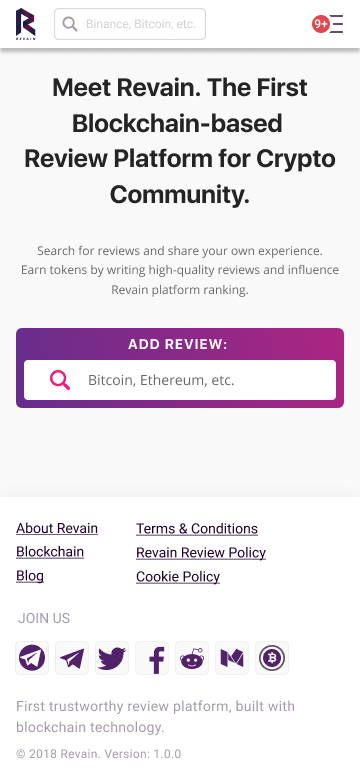 REVAIN
Binance, Bitcoin, etc.
9+
Meet Revain. The First
Blockchain-based
Review Platform for Crypto
Community.
Search for reviews and share your own experience.
Earn tokens by writing high-quality reviews and influence
Revain platform ranking.
ADD REVIEW:
Bitcoin, Ethereum, etc.
About Revain
Terms & Conditions
Blockchain
Revain Review Policy
Blog
Cookie Policy
JOIN US
First trustworthy review platform, built with
blockchain technology.
© 2018 Revain. Version: 1.0.0